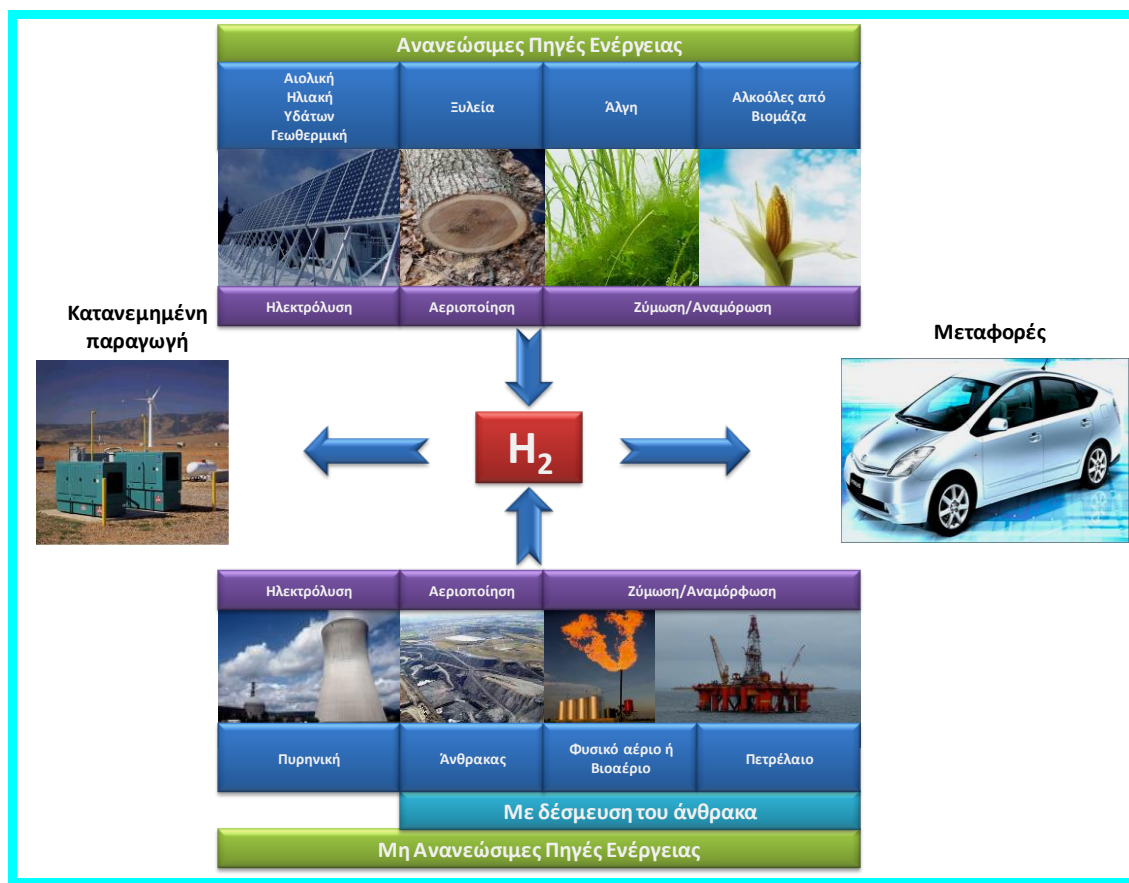 Ανανεώσιμες Πηγές Ενέργειας
Αιολική
Ηλιακή
Υδάτων
Γεωθερμική
Ξυλεία
Άλγη
Αλκοόλες από
Βιομάζα
Ηλεκτρόλυση
Αεριοποίηση
Ζύμωση/Αναμόρωση
Κατανεμημένη
παραγωγή
Μεταφορές
H2
Ηλεκτρόλυση
Αεριοποίηση
Ζύμωση/Αναμόρφωση
Πυρηνική
Άνθρακας
Φυσικό αέριο ή
Βιοαέριο
Πετρέλαιο
Με δέσμευση του άνθρακα
Μη Ανανεώσιμες Πηγές Ενέργειας